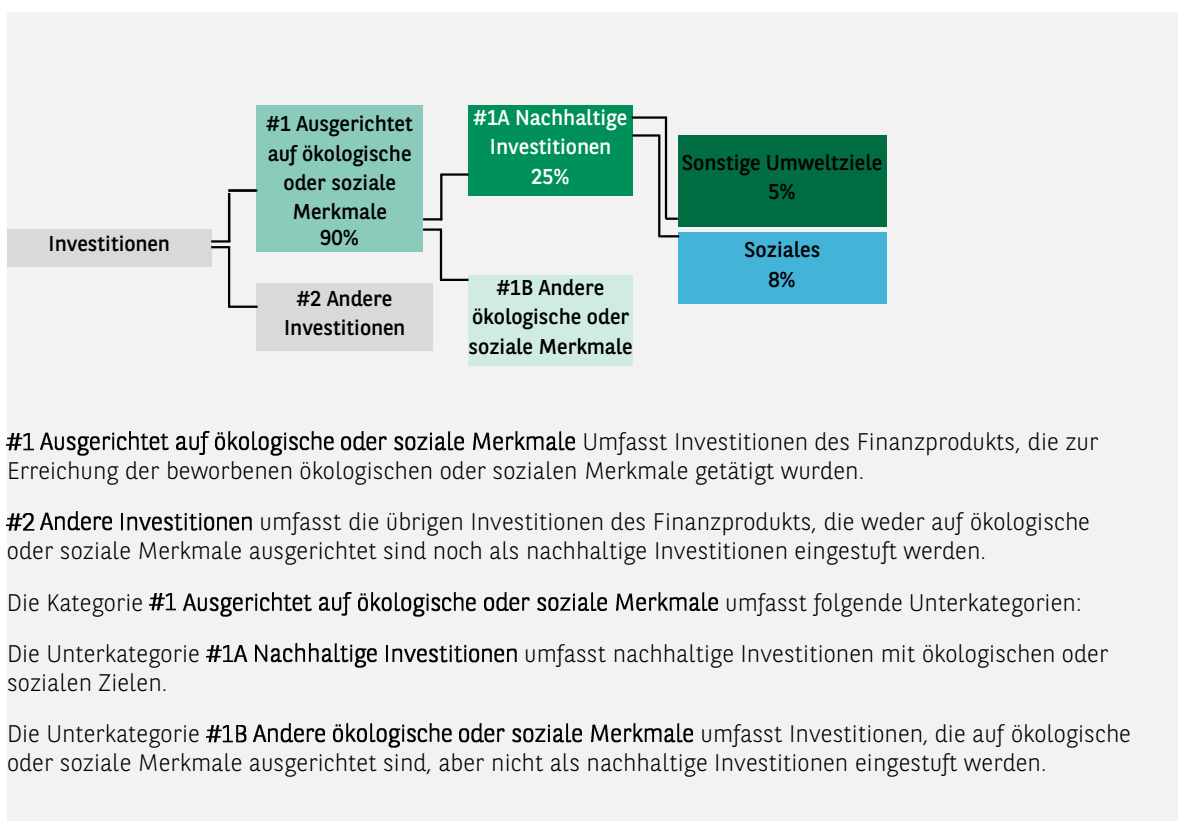 Investitionen
#1 Ausgerichtet
auf ökologische
oder soziale
Merkmale
90%
#2 Andere
Investitionen
#1A Nachhaltige
Investitionen
25%
#1B Andere
ökologische oder
soziale Merkmale
Sonstige Umweltziele
5%
Soziales
8%
#1 Ausgerichtet auf ökologische oder soziale Merkmale Umfasst Investitionen des Finanzprodukts, die zur
Erreichung der beworbenen ökologischen oder sozialen Merkmale getätigt wurden.
#2 Andere Investitionen umfasst die übrigen Investitionen des Finanzprodukts, die weder auf ökologische
oder soziale Merkmale ausgerichtet sind noch als nachhaltige Investitionen eingestuft werden.
Die Kategorie #1 Ausgerichtet auf ökologische oder soziale Merkmale umfasst folgende Unterkategorien:
Die Unterkategorie #1A Nachhaltige Investitionen umfasst nachhaltige Investitionen mit ökologischen oder
sozialen Zielen.
Die Unterkategorie #1B Andere ökologische oder soziale Merkmale umfasst Investitionen, die auf ökologische
oder soziale Merkmale ausgerichtet sind, aber nicht als nachhaltige Investitionen eingestuft werden.